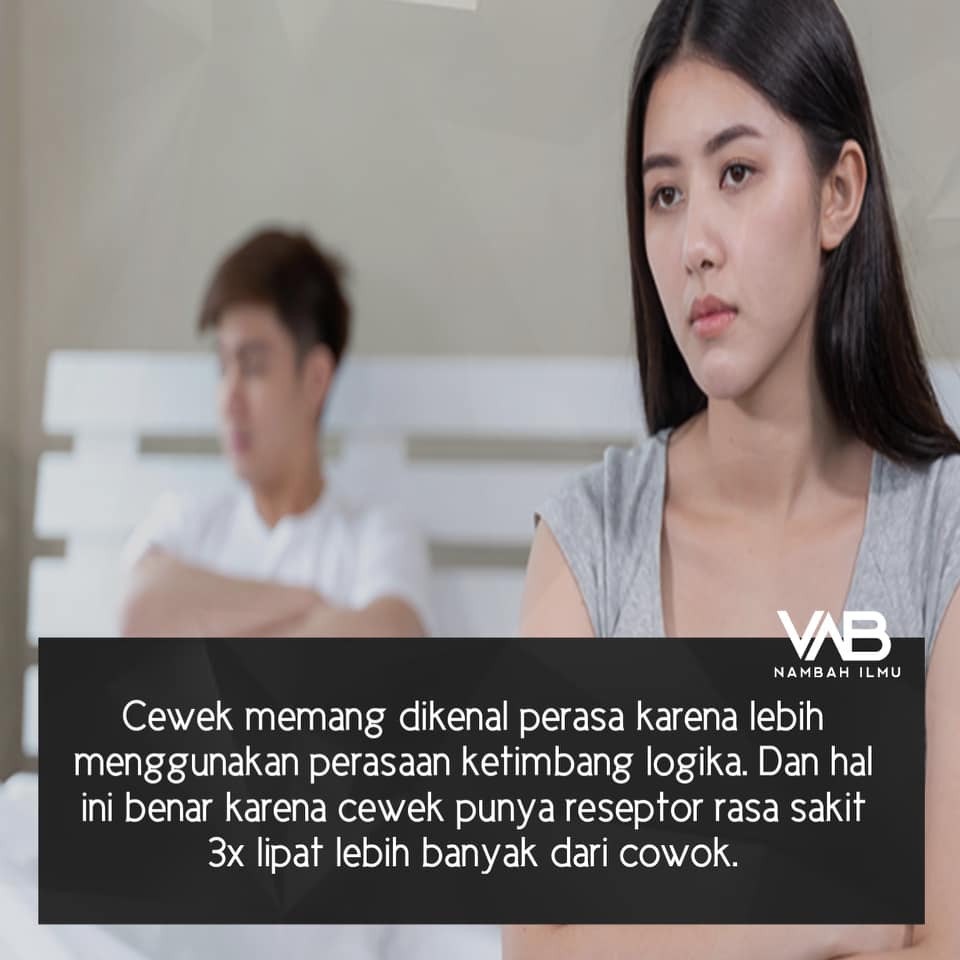 VAB
NAMBAH ILMU
Cewek memang dikenal perasa karena lebih
menggunakan perasaan ketimbang logika. Dan hal
ini benar karena cewek punya reseptor rasa sakit
3x lipat lebih banyak dari cowok.